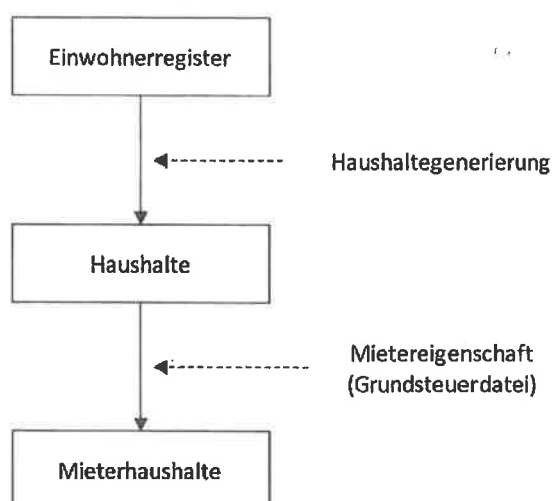 Einwohnerregister
Haushaltegenerierung
Haushalte
Mietereigenschaft
(Grundsteuerdatei)
Mieterhaushalte